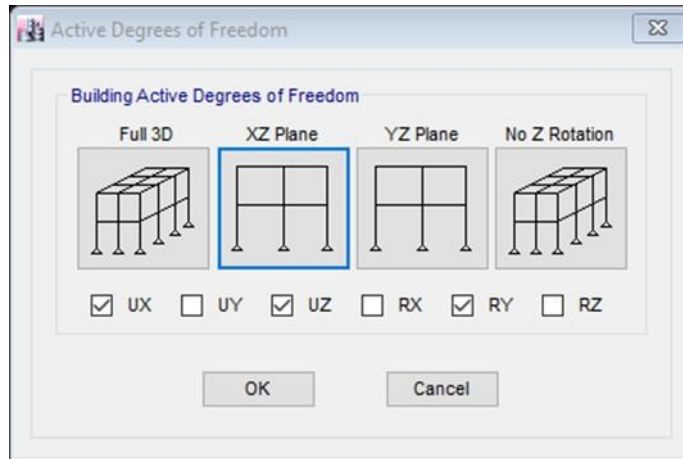 Active Degrees of Freedom
Building Active Degrees of Freedom
Full 3D XZ Plane YZ Plane No Z Rotation
UX UY UZ RX RY RZ
OK Cancel